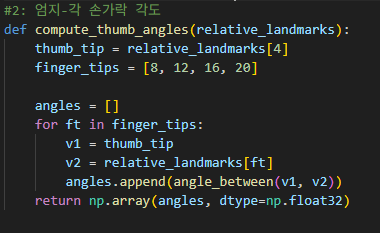 #2: 엄지-각 손가락 각도
def compute_thumb_angles(relative_landmarks):
    thumb_tip = relative_landmarks[4]
    finger_tips = [8, 12, 16, 20]

    angles = []
    for ft in finger_tips:
        v1 = thumb_tip
        v2 = relative_landmarks[ft]
        angles.append(angle_between(v1, v2))
    return np.array(angles, dtype=np.float32)